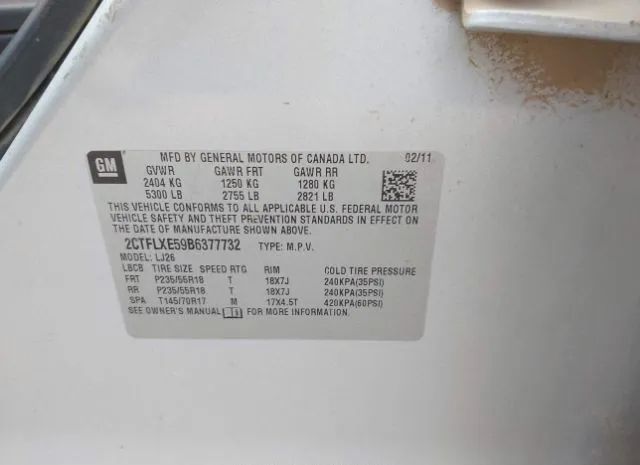 GM
MFD BY GENERAL MOTORS OF CANADA LTD. 02/11
GVWR GAWR FRT GAWR RR
2404 KG 1250 KG 1280 KG
5300 LB 2755 LB 2821 LB
THIS VEHICLE CONFORMS TO ALL APPLICABLE U.S. FEDERAL MOTOR
VEHICLE SAFETY AND THEFT PREVENTION STANDARDS IN EFFECT ON
THE DATE OF MANUFACTURE SHOWN ABOVE.
2CTFLXE59B6377732 TYPE: M.P.V.
MODEL: LJ26
LBCB TIRE SIZE SPEED RTG RIM COLD TIRE PRESSURE
FRT P235/55R18 T 18X7J 240KPA(35PSI)
RR P235/55R18 T 18X7J 240KPA(35PSI)
SPA T145/70R17 M 17X4.5T 420KPA(60PSI)
SEE OWNER'S MANUAL FOR MORE INFORMATION.